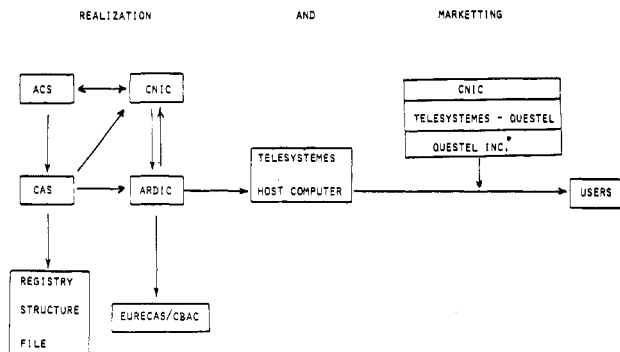 REALIZATION AND MARKETTING
ACS CNIC
CNIC
TELESYSTEMES - QUESTEL
QUESTEL INC.*
TELESYSTEMES
HOST COMPUTER
CAS ARDIC
USERS
REGISTRY
STRUCTURE
FILE
EURECAS/CBAC